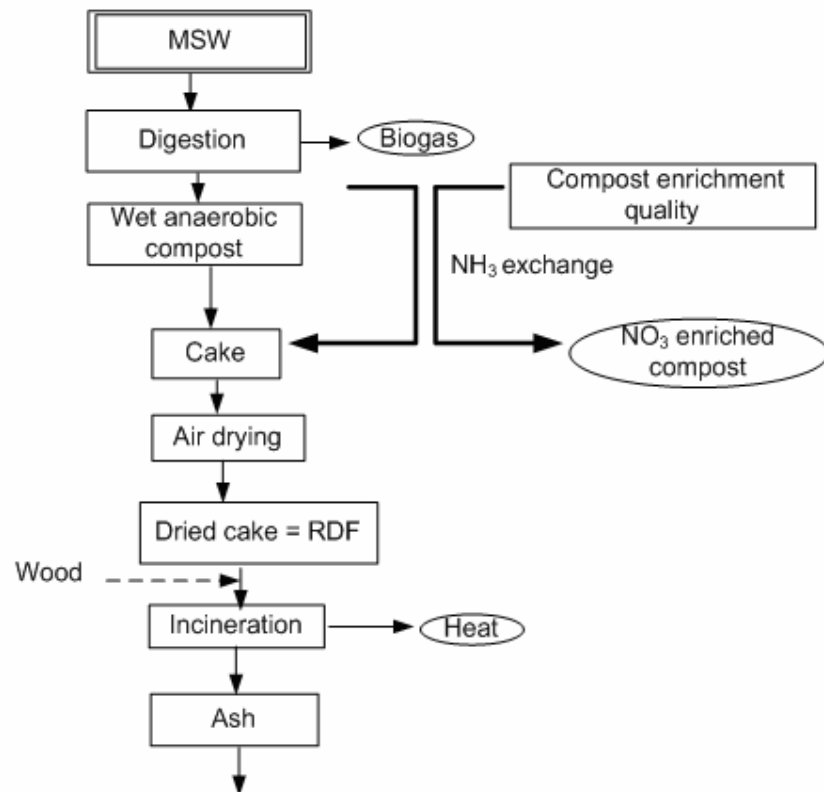 MSW
Digestion
Biogas
Compost enrichment
quality
Wet anaerobic
compost
NH₃ exchange
Cake
NO₃ enriched
compost
Air drying
Dried cake = RDF
Wood
Incineration
Heat
Ash